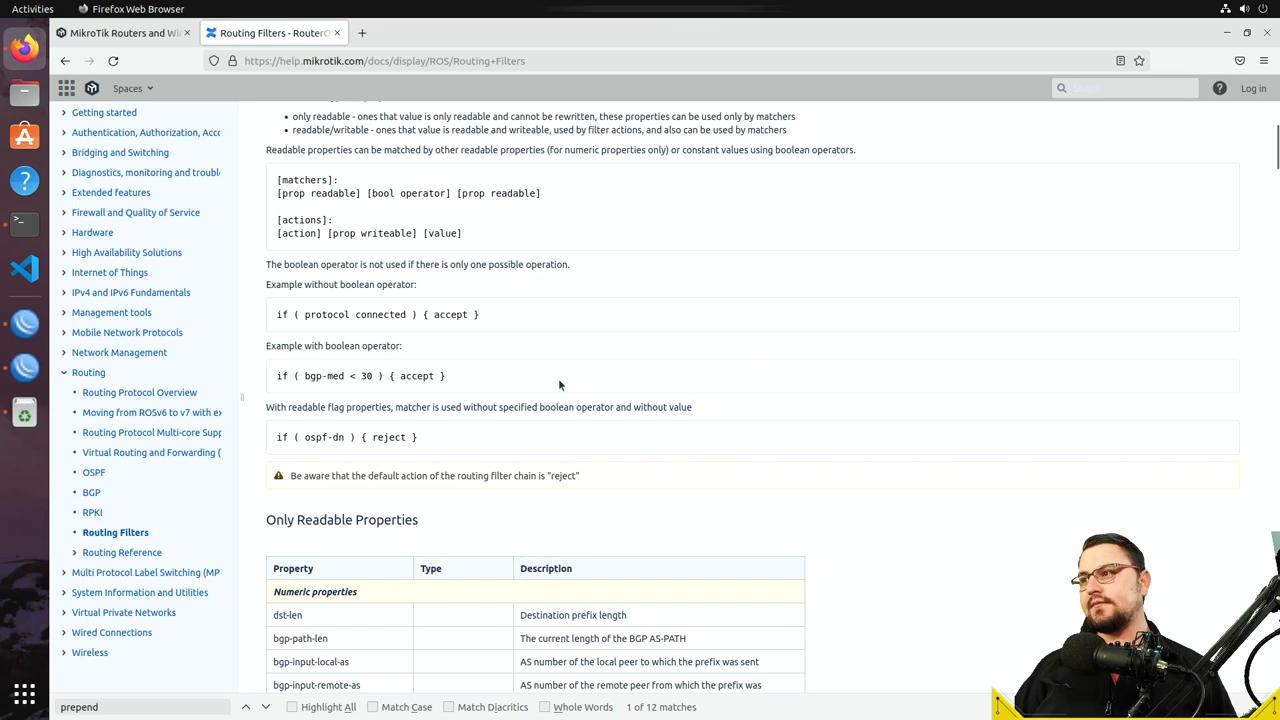 Activities
Firefox Web Browser
MikroTik Routers and Wi
Routing Filters - RouterO
https://help.mikrotik.com/docs/display/ROS/Routing+Filters
Spaces
Search
Log in
Getting started
Authentication, Authorization, Acco
Bridging and Switching
Diagnostics, monitoring and troubl
Extended features
Firewall and Quality of Service
Hardware
High Availability Solutions
Internet of Things
IPv4 and IPv6 Fundamentals
Management tools
Mobile Network Protocols
Network Management
Routing
Routing Protocol Overview
Moving from ROSv6 to v7 with ex
Routing Protocol Multi-core Supp
Virtual Routing and Forwarding (
OSPF
BGP
RPKI
Routing Filters
Routing Reference
Multi Protocol Label Switching (MP
System Information and Utilities
Virtual Private Networks
Wired Connections
Wireless
only readable - ones that value is only readable and cannot be rewritten, these properties can be used only by matchers
readable/writable - ones that value is readable and writeable, used by filter actions, and also can be used by matchers
Readable properties can be matched by other readable properties (for numeric properties only) or constant values using boolean operators.
[matchers]:
[prop readable] [bool operator] [prop readable]
[actions]:
[action] [prop writeable] [value]
The boolean operator is not used if there is only one possible operation.
Example without boolean operator:
if ( protocol connected ) { accept }
Example with boolean operator:
if ( bgp-med < 30 ) { accept }
With readable flag properties, matcher is used without specified boolean operator and without value
if ( ospf-dn ) { reject }
Be aware that the default action of the routing filter chain is "reject"
Only Readable Properties
Property Type Description
Numeric properties
dst-len Destination prefix length
bgp-path-len The current length of the BGP AS-PATH
bgp-input-local-as AS number of the local peer to which the prefix was sent
bgp-input-remote-as AS number of the remote peer from which the prefix was
prepend
Highlight All
Match Case
Match Diacritics
Whole Words
1 of 12 matches